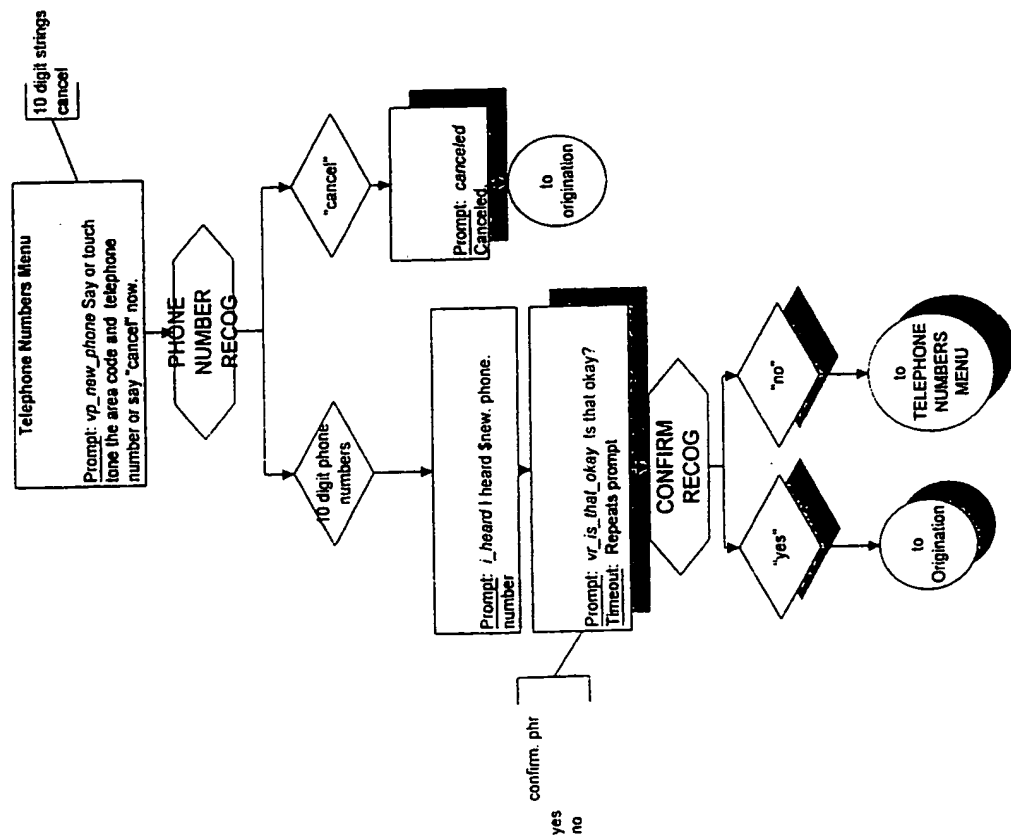 Telephone Numbers Menu
Prompt: vp_new_phone Say or touch
tone the area code and telephone
number or say "cancel" now.
10 digit strings
cancel
PHONE
NUMBER
RECOG
10 digit phone
numbers
"cancel"
Prompt: canceled
Canceled.
to
origination
Prompt: i_heard I heard $new. phone.
number
Prompt: vr_is_that_okay Is that okay?
Timeout: Repeats prompt
confirm. phr
yes
no
CONFIRM
RECOG
"yes"
"no"
to
Origination
to
TELEPHONE
NUMBERS
MENU